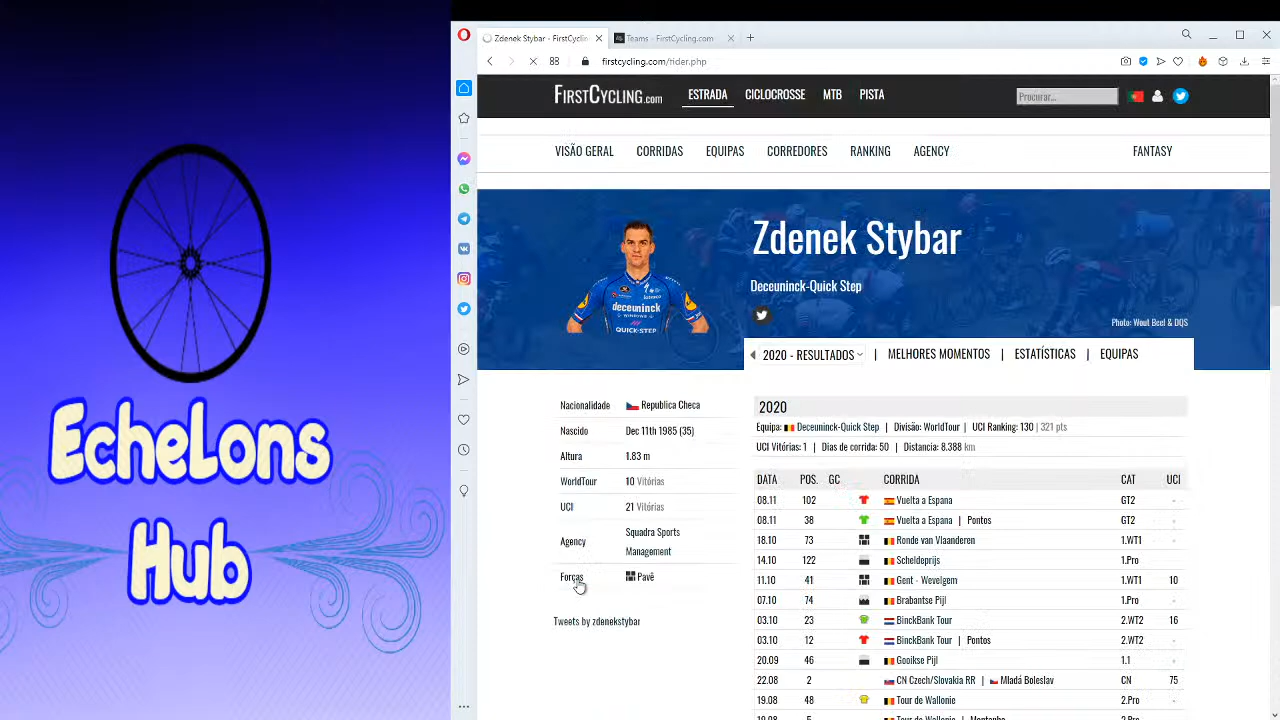 EcheLons
Hub
Zdenek Stybar - FirstCyclin
Teams - FirstCycling.com
firstcycling.com/rider.php
FIRSTCYCLING.COM
ESTRADA CICLOCROSSE MTB PISTA
Procurar...
VISÃO GERAL CORRIDAS EQUIPAS CORREDORES RANKING AGENCY FANTASY
Zdenek Stybar
Deceuninck-Quick Step
deceuninck
QUICK-STEP
Photo: Wout Beel & DQS
2020 - RESULTADOS | MELHORES MOMENTOS | ESTATÍSTICAS | EQUIPAS
Nacionalidade Republica Checa
Nascido Dec 11th 1985 (35)
Altura 1.83 m
WorldTour 10 Vitórias
UCI 21 Vitórias
Agency Squadra Sports
Management
Forças Pavê
Tweets by zdenekstybar
2020
Equipa: Deceuninck-Quick Step | Divisão: WorldTour | UCI Ranking: 130 | 321 pts
UCI Vitórias: 1 | Dias de corrida: 50 | Distancia: 8.388 km
DATA POS. GC CORRIDA CAT UCI
08.11 102 Vuelta a Espana GT2 -
08.11 38 Vuelta a Espana | Pontos GT2 -
18.10 73 Ronde van Vlaanderen 1.WT1 -
14.10 122 Scheldeprijs 1.Pro -
11.10 41 Gent - Wevelgem 1.WT1 10
07.10 74 Brabantse Pijl 1.Pro -
03.10 23 BinckBank Tour 2.WT2 16
03.10 12 BinckBank Tour | Pontos 2.WT2 -
20.09 46 Gooikse Pijl 1.1 -
22.08 2 CN Czech/Slovakia RR | Mladá Boleslav CN 75
19.08 48 Tour de Wallonie 2.Pro -